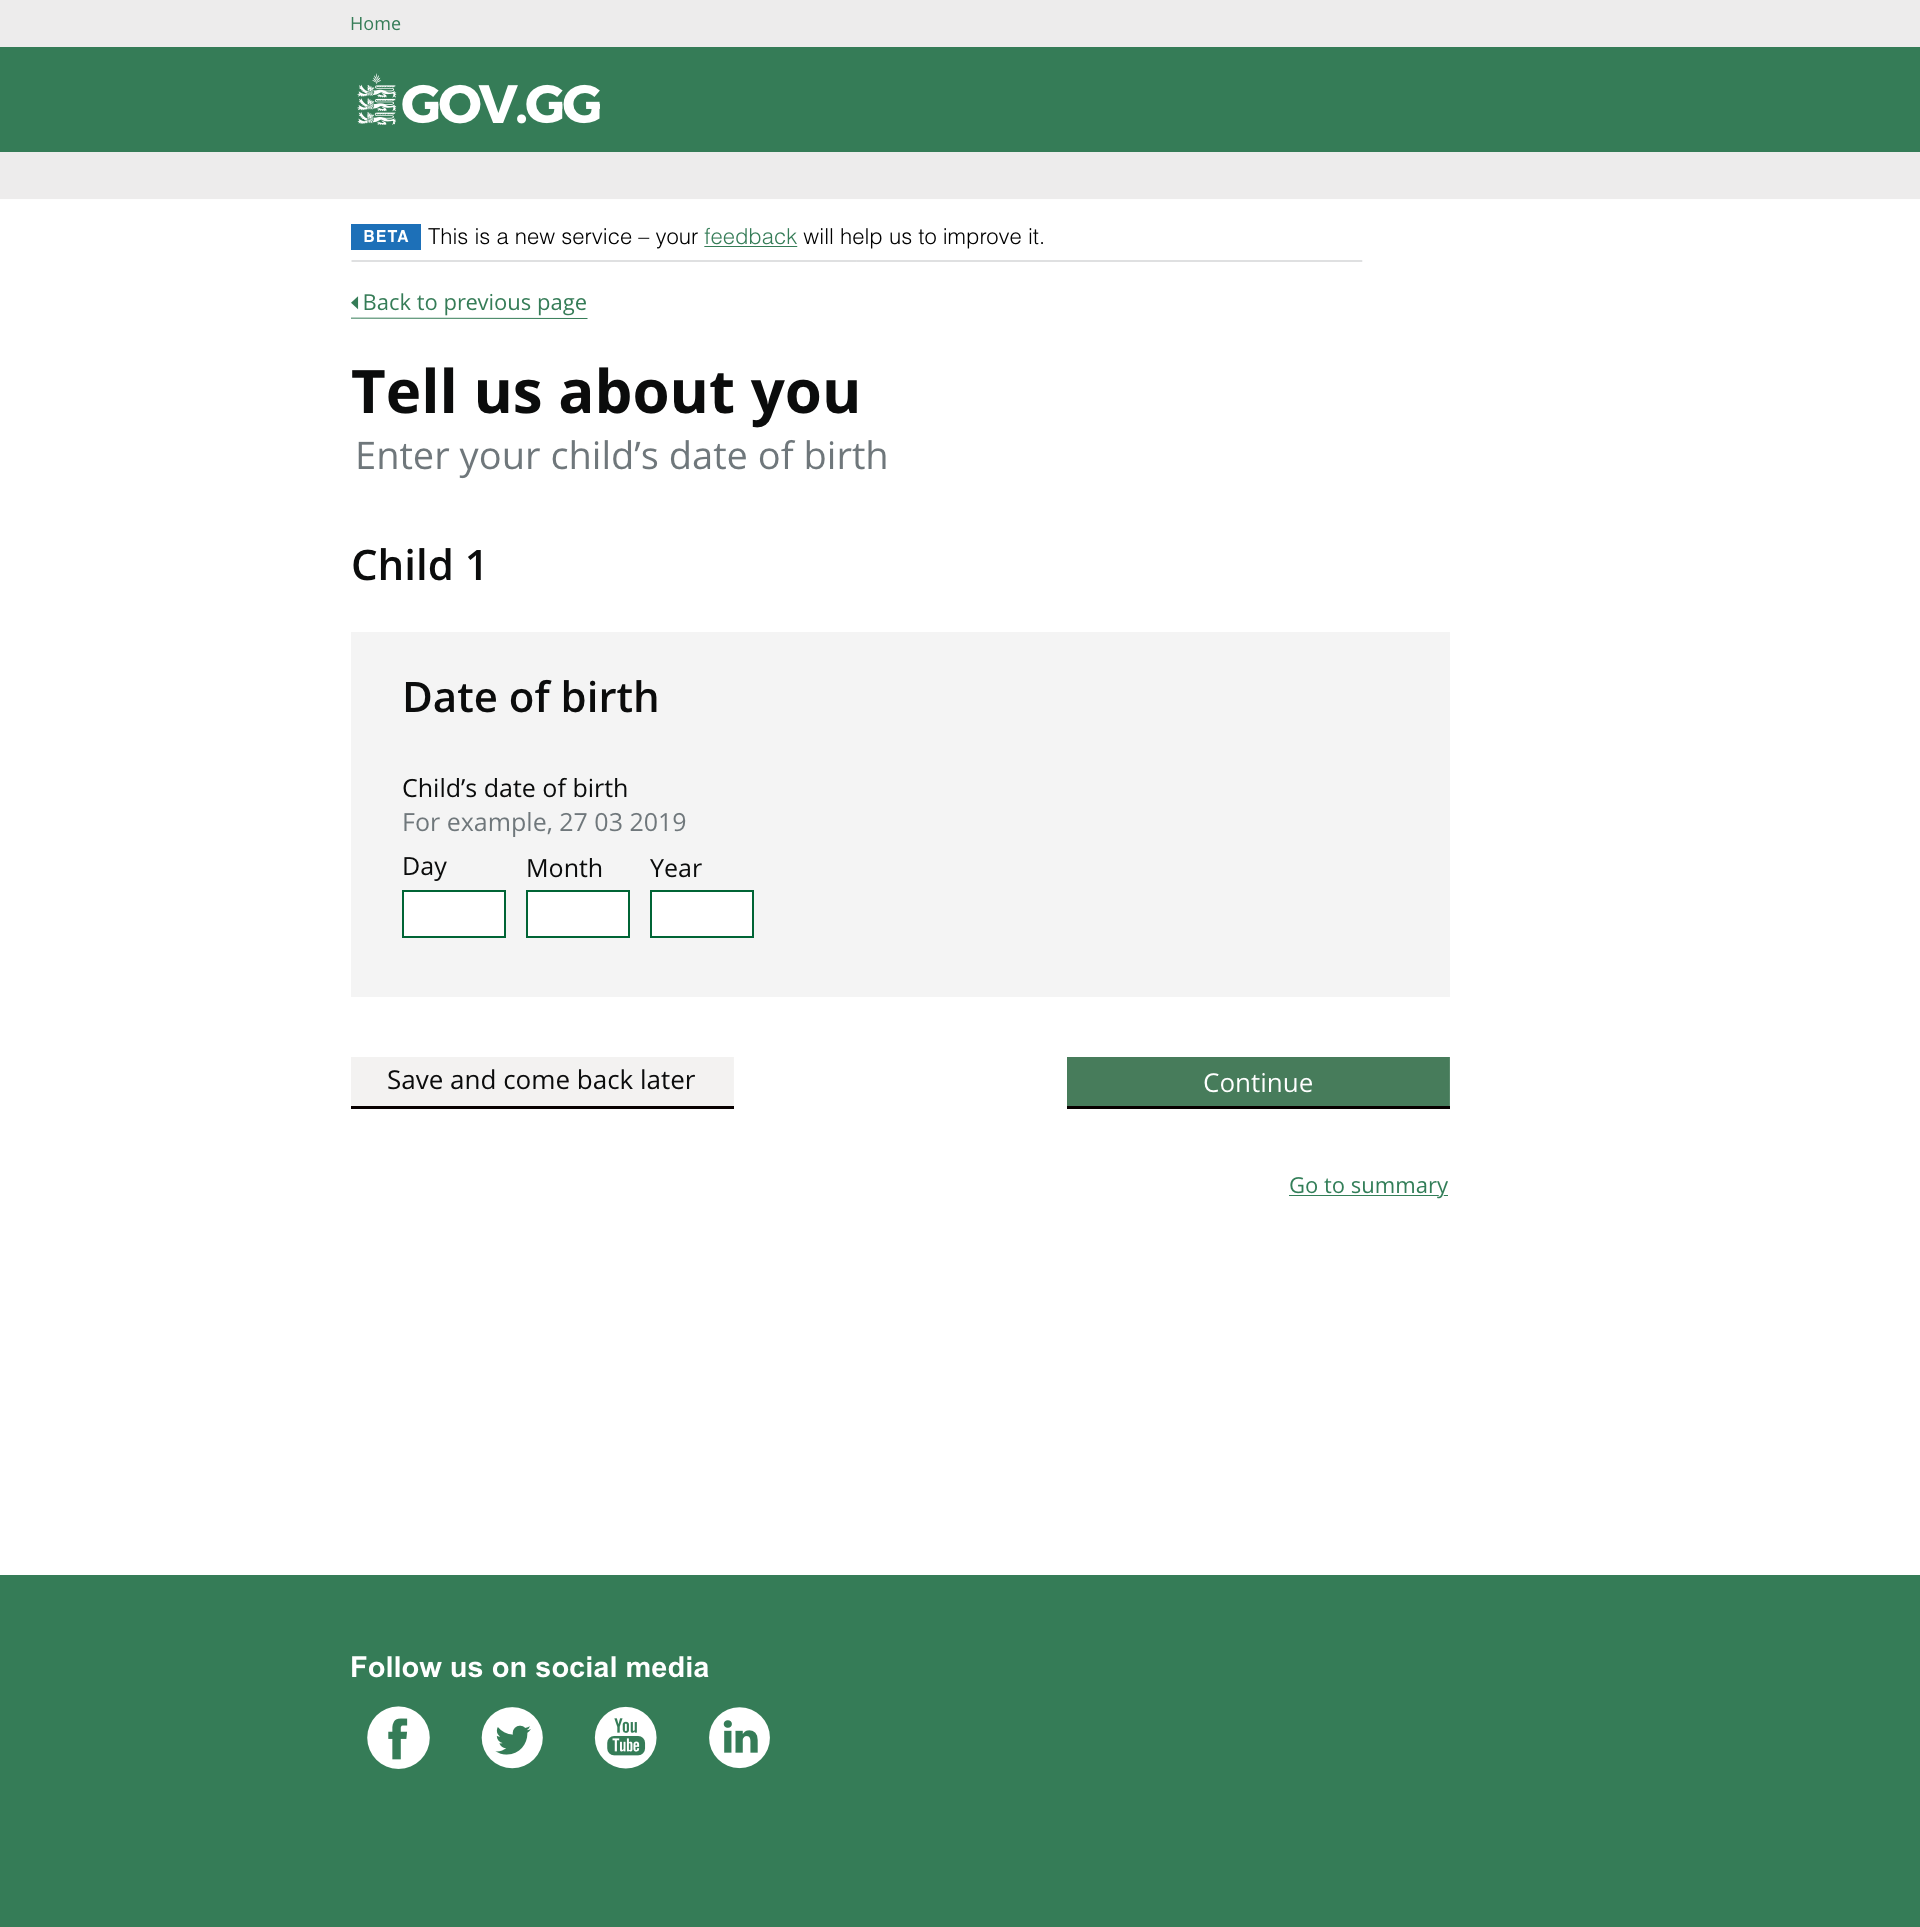 Home
GOV.GG
BETA This is a new service – your feedback will help us to improve it.
Back to previous page
Tell us about you
Enter your child’s date of birth
Child 1
Date of birth
Child’s date of birth
For example, 27 03 2019
Day Month Year
Save and come back later Continue
Go to summary
Follow us on social media
f You Tube in